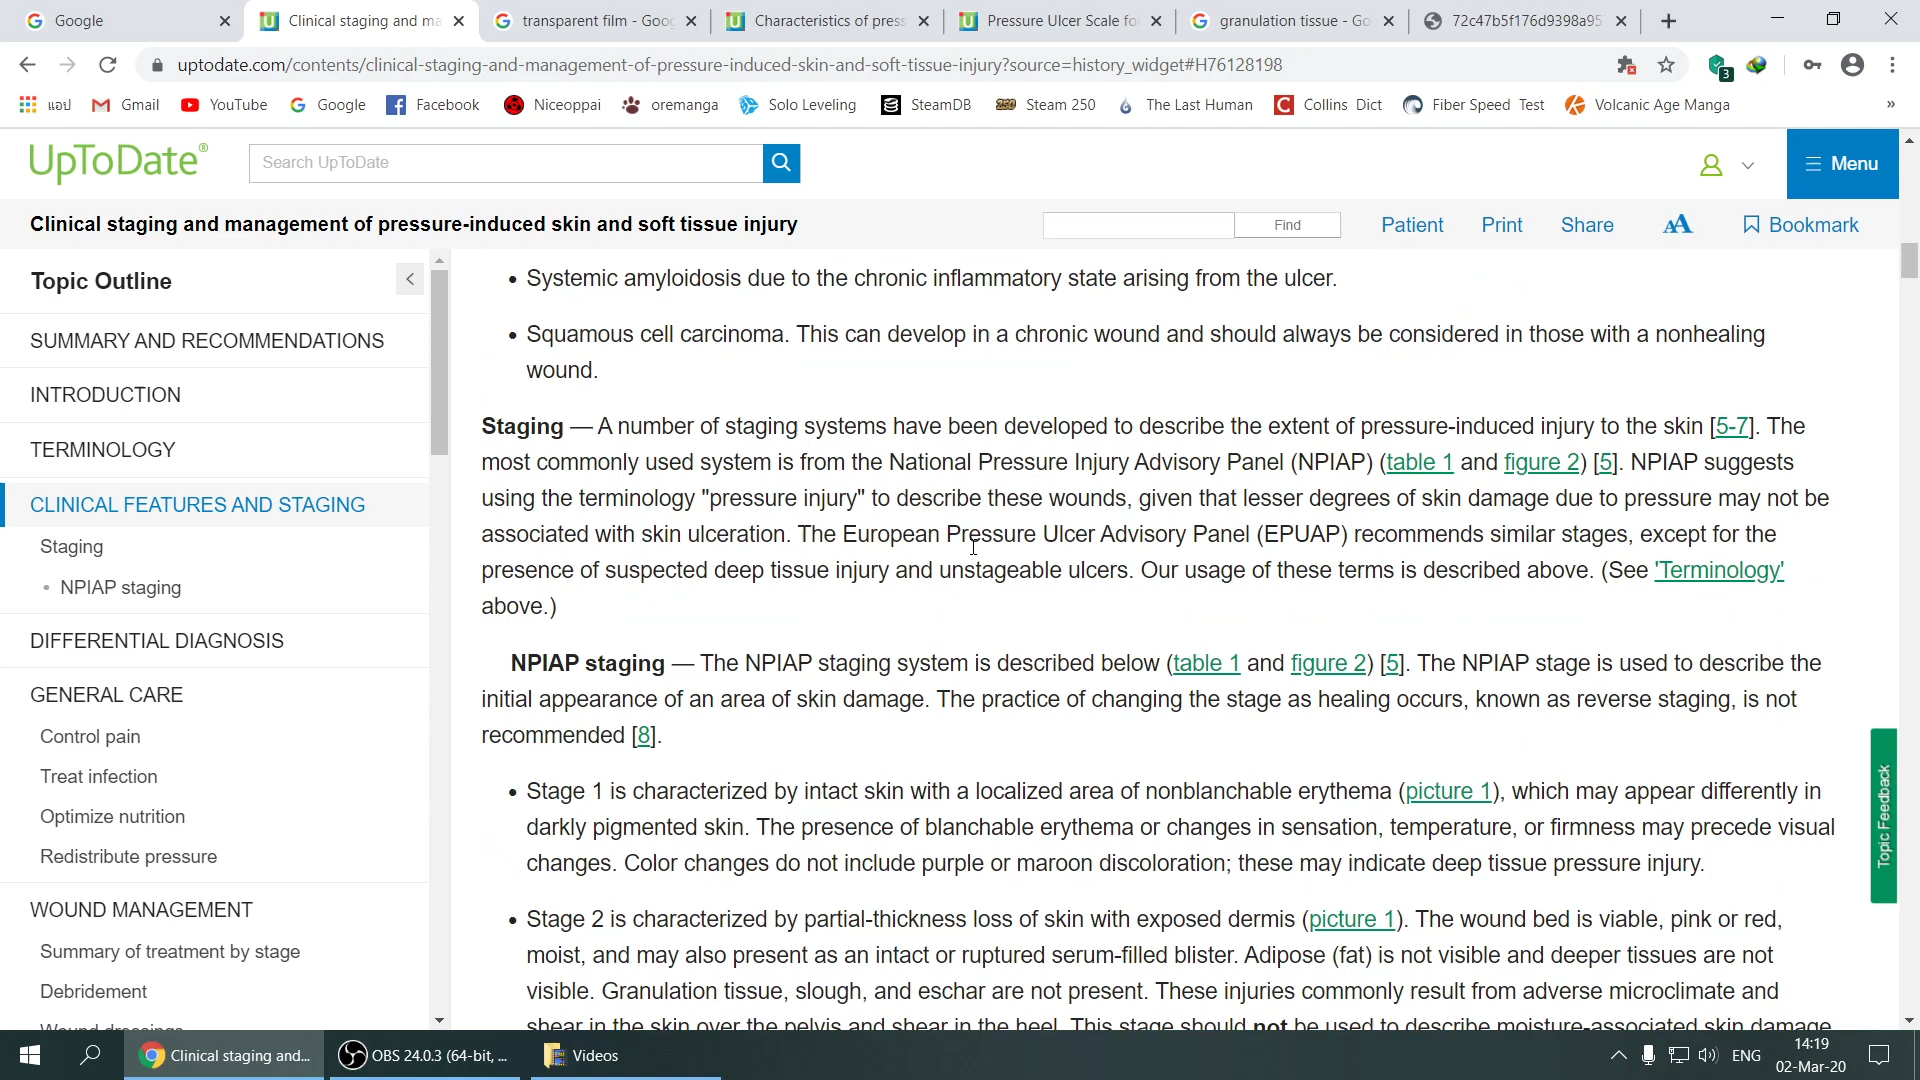 Google
Clinical staging and ma
transparent film - Goog
Characteristics of press
Pressure Ulcer Scale fo
granulation tissue - Go
72c47b5f176d9398a95
uptodate.com/contents/clinical-staging-and-management-of-pressure-induced-skin-and-soft-tissue-injury?source=history_widget#H76128198
3
แอป
Gmail
YouTube
Google
Facebook
Niceoppai
oremanga
Solo Leveling
SteamDB
250
Steam 250
The Last Human
C
Collins Dict
Fiber Speed Test
Volcanic Age Manga
»
UpToDate®
Search UpToDate
Menu
Clinical staging and management of pressure-induced skin and soft tissue injury
Find
Patient
Print
Share
AA
Bookmark
Topic Outline
SUMMARY AND RECOMMENDATIONS
INTRODUCTION
TERMINOLOGY
CLINICAL FEATURES AND STAGING
Staging
• NPIAP staging
DIFFERENTIAL DIAGNOSIS
GENERAL CARE
Control pain
Treat infection
Optimize nutrition
Redistribute pressure
WOUND MANAGEMENT
Summary of treatment by stage
Debridement
Wound dressings
• Systemic amyloidosis due to the chronic inflammatory state arising from the ulcer.
• Squamous cell carcinoma. This can develop in a chronic wound and should always be considered in those with a nonhealing
wound.
Staging — A number of staging systems have been developed to describe the extent of pressure-induced injury to the skin [5-7]. The
most commonly used system is from the National Pressure Injury Advisory Panel (NPIAP) (table 1 and figure 2) [5]. NPIAP suggests
using the terminology "pressure injury" to describe these wounds, given that lesser degrees of skin damage due to pressure may not be
associated with skin ulceration. The European Pressure Ulcer Advisory Panel (EPUAP) recommends similar stages, except for the
presence of suspected deep tissue injury and unstageable ulcers. Our usage of these terms is described above. (See 'Terminology'
above.)
NPIAP staging — The NPIAP staging system is described below (table 1 and figure 2) [5]. The NPIAP stage is used to describe the
initial appearance of an area of skin damage. The practice of changing the stage as healing occurs, known as reverse staging, is not
recommended [8].
• Stage 1 is characterized by intact skin with a localized area of nonblanchable erythema (picture 1), which may appear differently in
darkly pigmented skin. The presence of blanchable erythema or changes in sensation, temperature, or firmness may precede visual
changes. Color changes do not include purple or maroon discoloration; these may indicate deep tissue pressure injury.
• Stage 2 is characterized by partial-thickness loss of skin with exposed dermis (picture 1). The wound bed is viable, pink or red,
moist, and may also present as an intact or ruptured serum-filled blister. Adipose (fat) is not visible and deeper tissues are not
visible. Granulation tissue, slough, and eschar are not present. These injuries commonly result from adverse microclimate and
shear in the skin over the pelvis and shear in the heel. This stage should not be used to describe moisture-associated skin damage
Topic Feedback
Clinical staging and...
OBS 24.0.3 (64-bit, ...
Videos
ENG
14:19
02-Mar-20